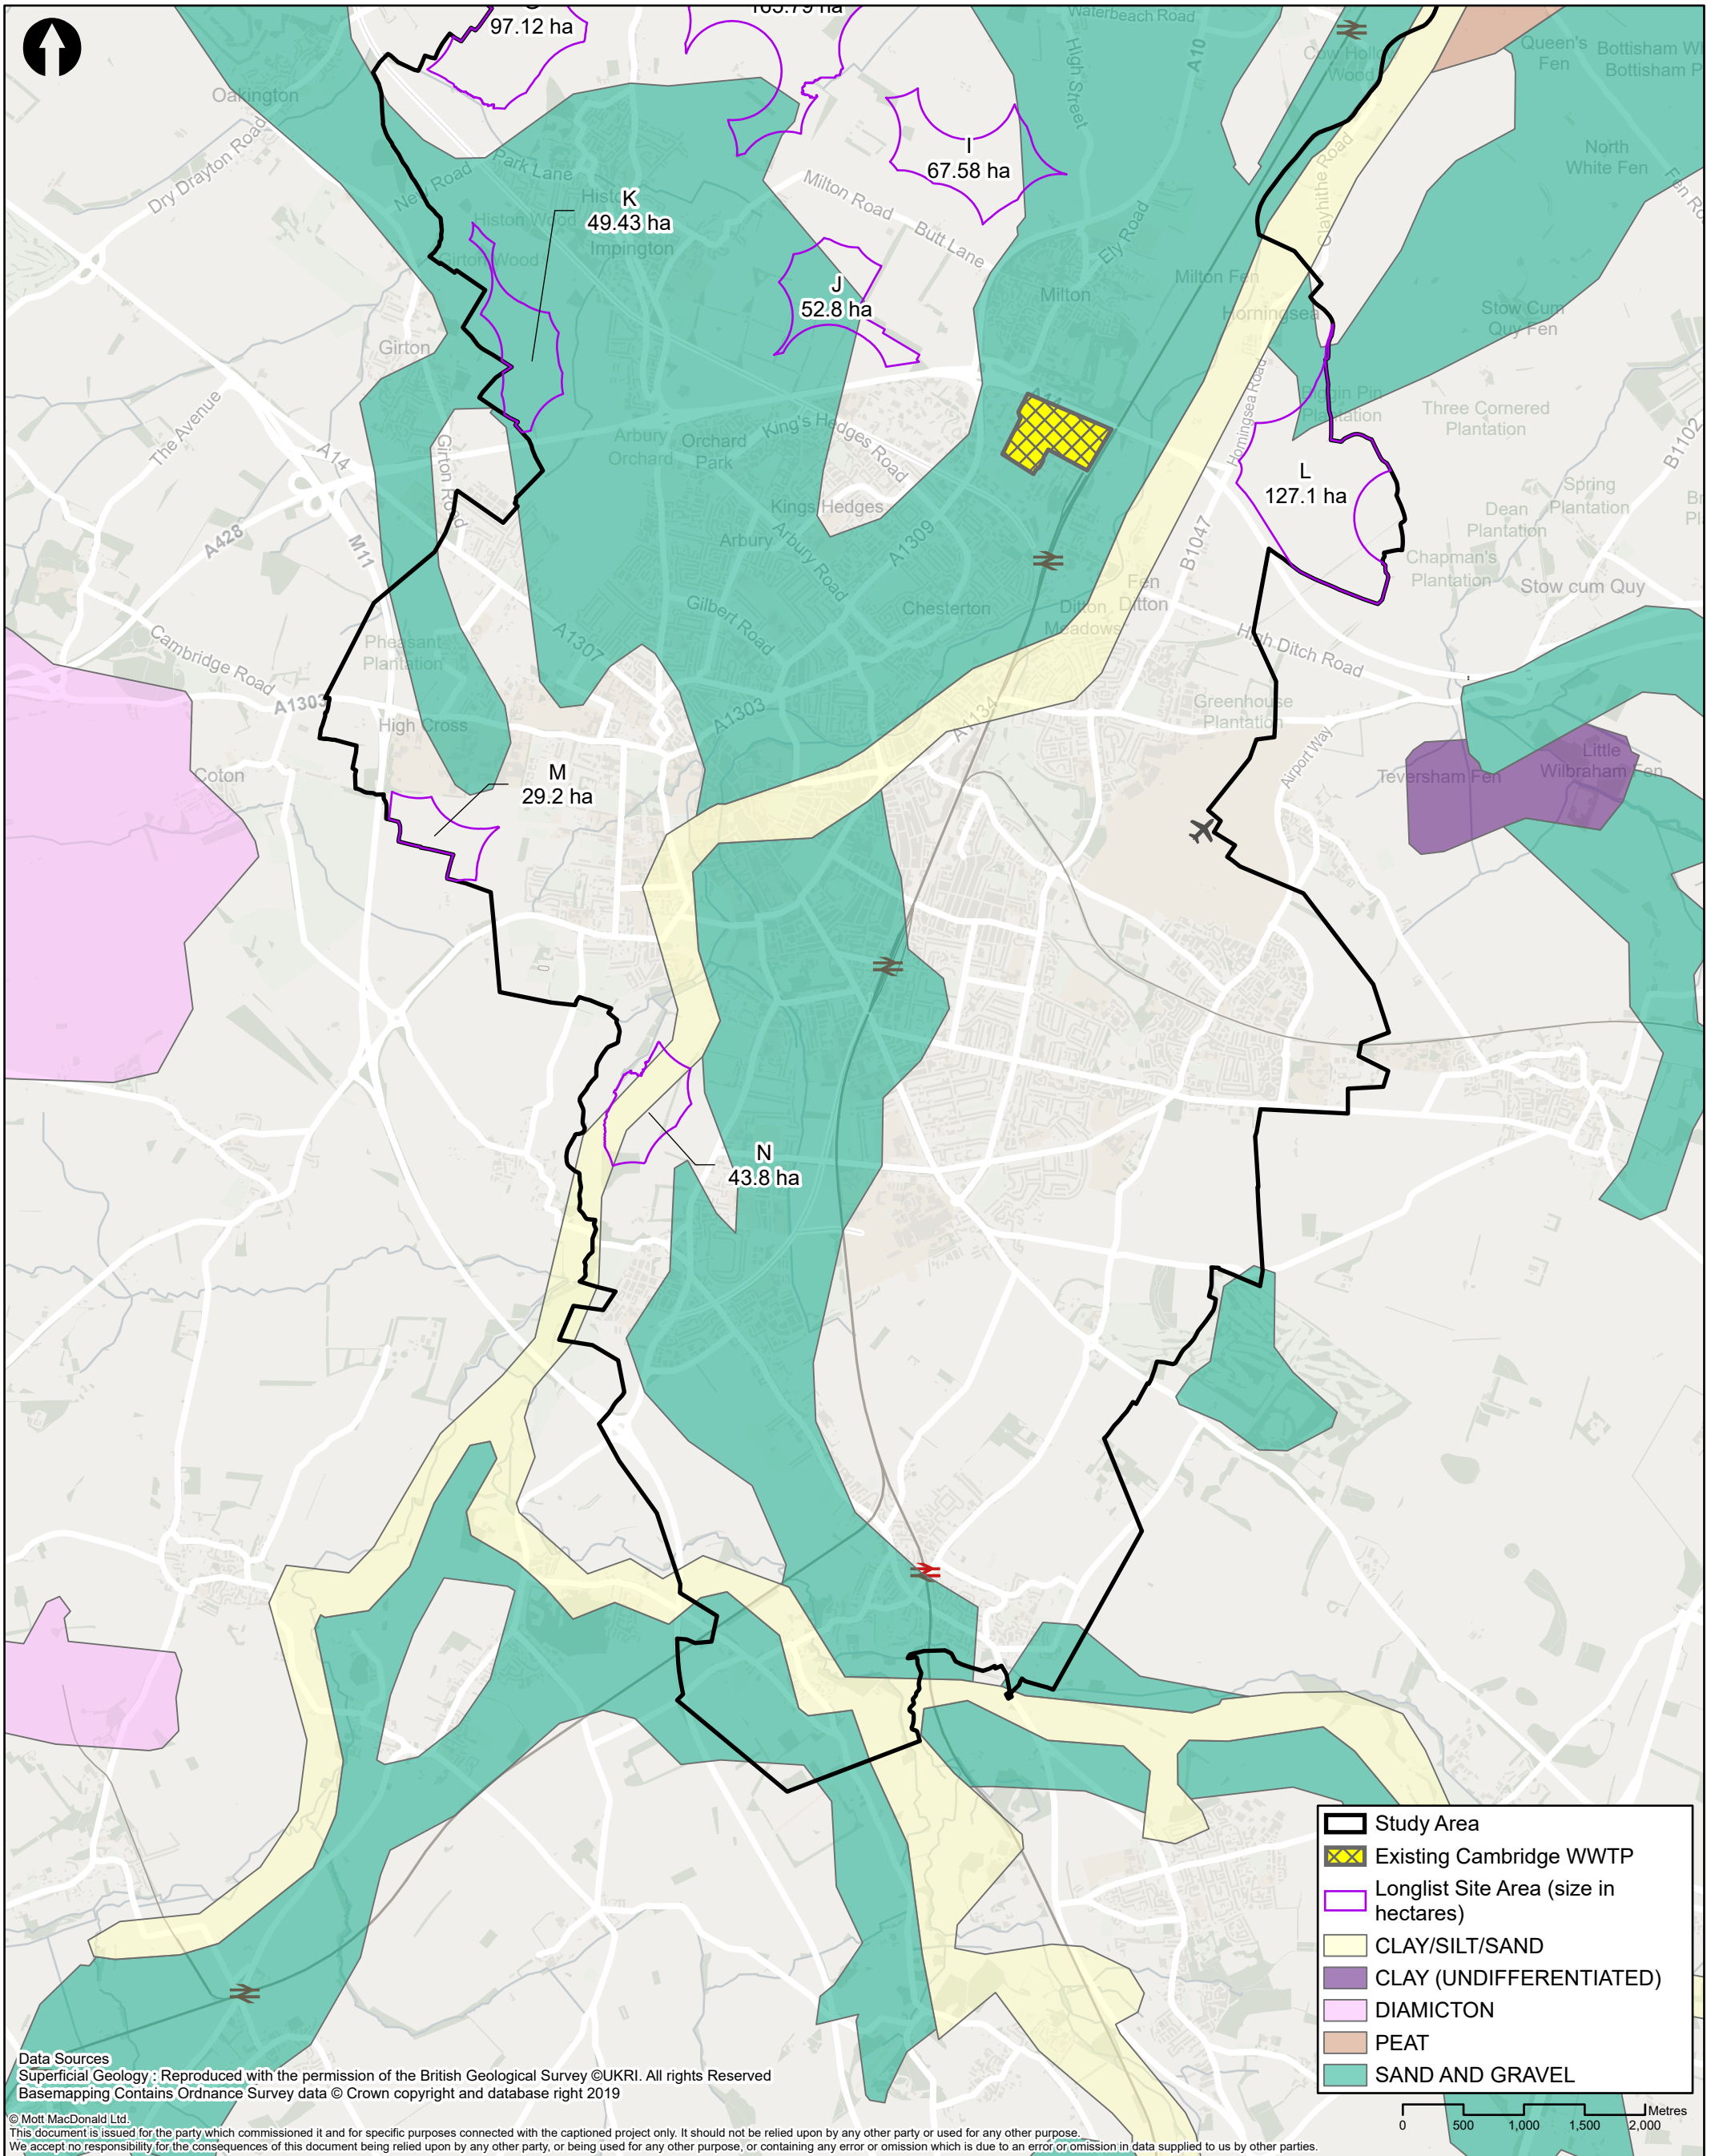 97.12 ha
Waterbeach Road
A10
High Street
Queen's
Fen
Oakington
Dry Drayton Road
New Road
Park Lane
Histon Wood
Girton Wood
Impington
K
49.43 ha
I
67.58 ha
Milton Road
Butt Lane
Ely Road
Milton
Milton Fen
Clayhithe Road
North
White Fen
J
52.8 ha
Horningsea
Stow Cum
Quy Fen
Girton
The Avenue
A14
Girton Road
Arbury
Orchard
Orchard
Park
King's Hedges Road
Kings Hedges
Horningsea Road
Biggin Pin
Plantation
Three Cornered
Plantation
B1102
L
127.1 ha
Spring
Plantation
Dean
Plantation
Chapman's
Plantation
Stow cum Quy
A428
M11
Arbury
Arbury Road
A1309
B1047
Gilbert Road
Chesterton
Fen
Ditton
Ditton
Meadows
High Ditch Road
Cambridge Road
Pheasant
Plantation
A1307
A1303
High Cross
A1303
A1134
Greenhouse
Plantation
Airport Way
Teversham Fen
Little
Wilbraham Fen
Coton
M
29.2 ha
N
43.8 ha
Study Area
Existing Cambridge WWTP
Longlist Site Area (size in
hectares)
CLAY/SILT/SAND
CLAY (UNDIFFERENTIATED)
DIAMICTON
PEAT
SAND AND GRAVEL
Data Sources
Superficial Geology : Reproduced with the permission of the British Geological Survey ©UKRI. All rights Reserved
Basemapping Contains Ordnance Survey data © Crown copyright and database right 2019
© Mott MacDonald Ltd.
This document is issued for the party which commissioned it and for specific purposes connected with the captioned project only. It should not be relied upon by any other party or used for any other purpose.
We accept no responsibility for the consequences of this document being relied upon by any other party, or being used for any other purpose, or containing any error or omission which is due to an error or omission in data supplied to us by other parties.
Metres
0 500 1,000 1,500 2,000